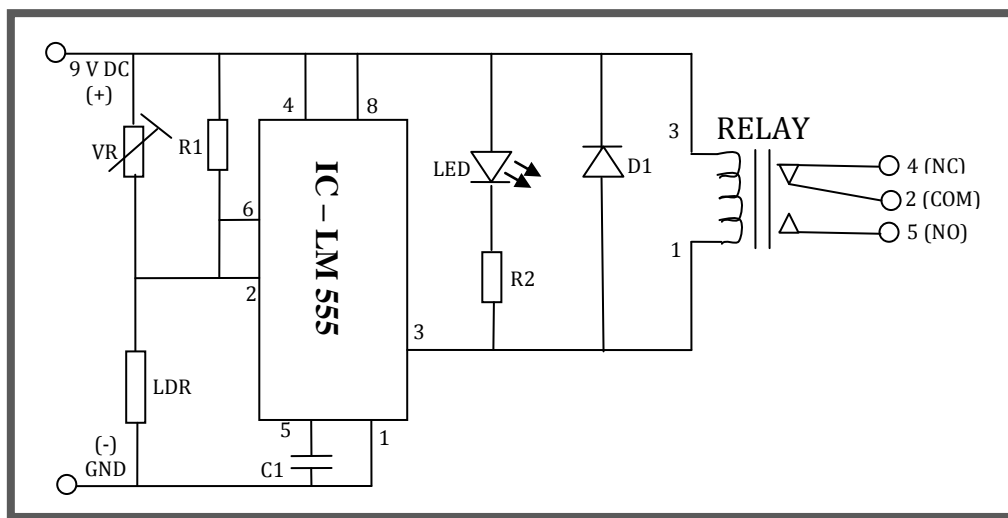 9 V DC
(+)
VR
R1
4
8
6
2
IC – LM 555
3
5
1
LED
R2
D1
3
RELAY
1
4 (NC)
2 (COM)
5 (NO)
LDR
(-)
GND
C1